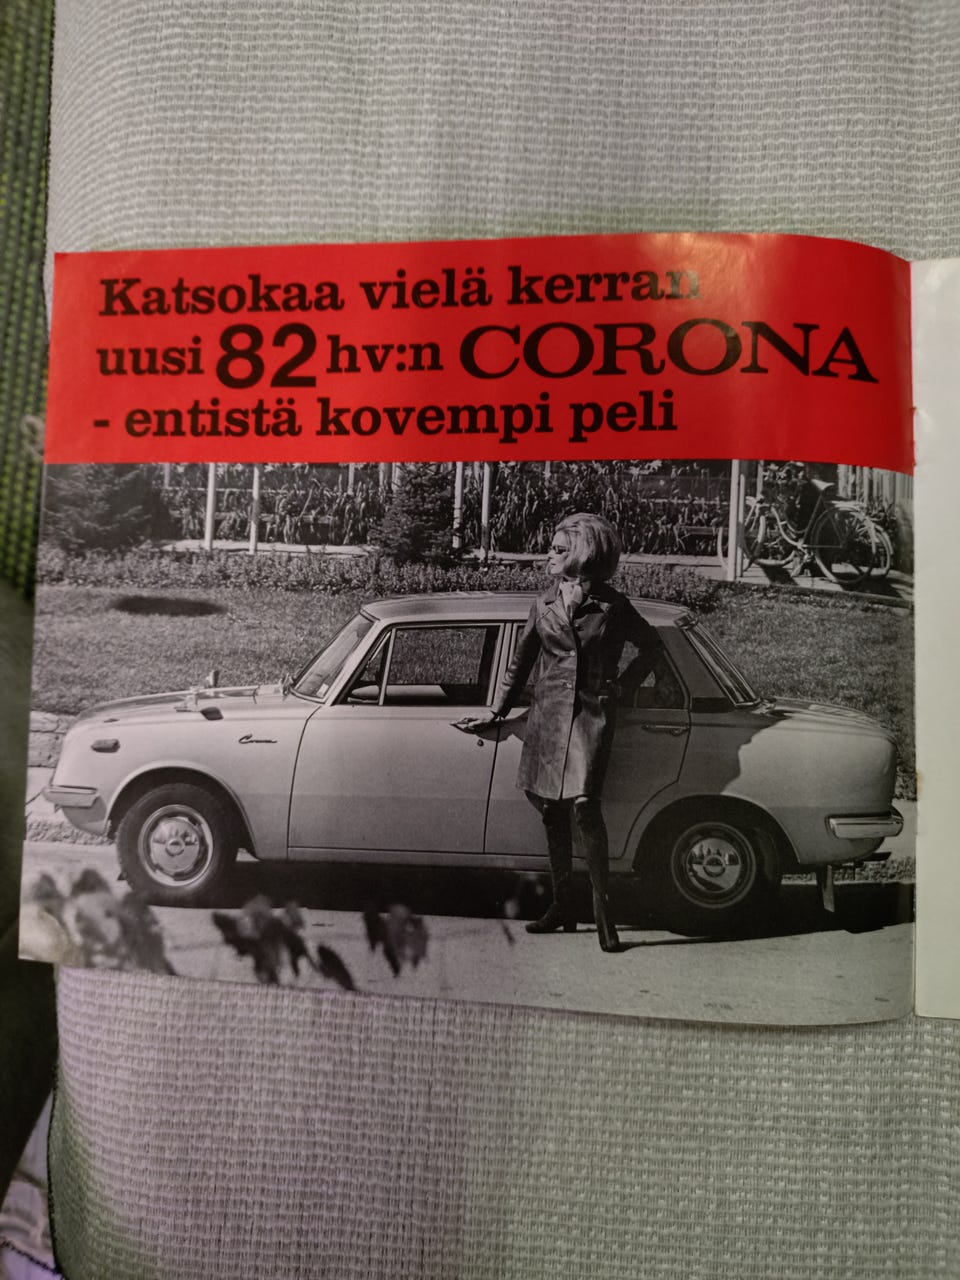 Katsokaa vielä kerran
uusi 82 hv:n CORONA
- entistä kovempi peli
Corona